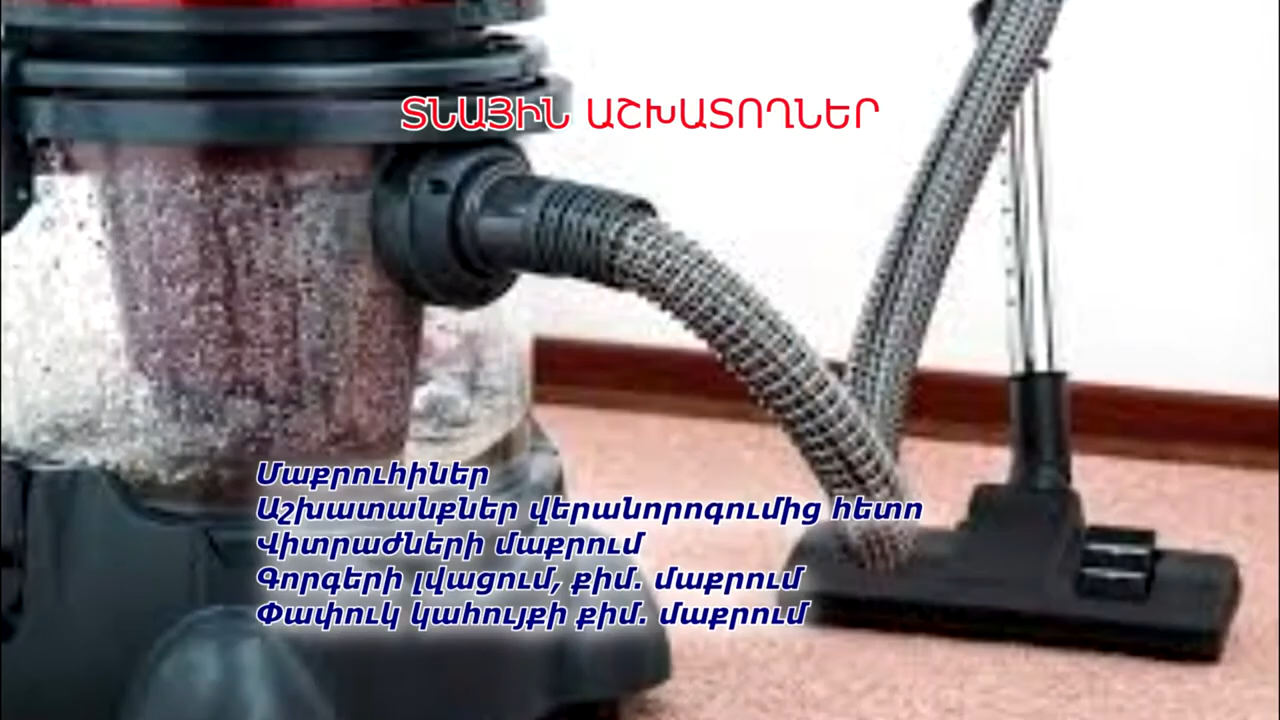 ՏՆԱՅԻՆ ԱՇԽԱՏՈՂՆԵՐ
Մաքրուհիներ
Աշխատանքներ վերանորոգումից հետո
Վիտրաժների մաքրում
Գորգերի լվացում, քիմ. մաքրում
Փափուկ կահույքի քիմ. մաքրում